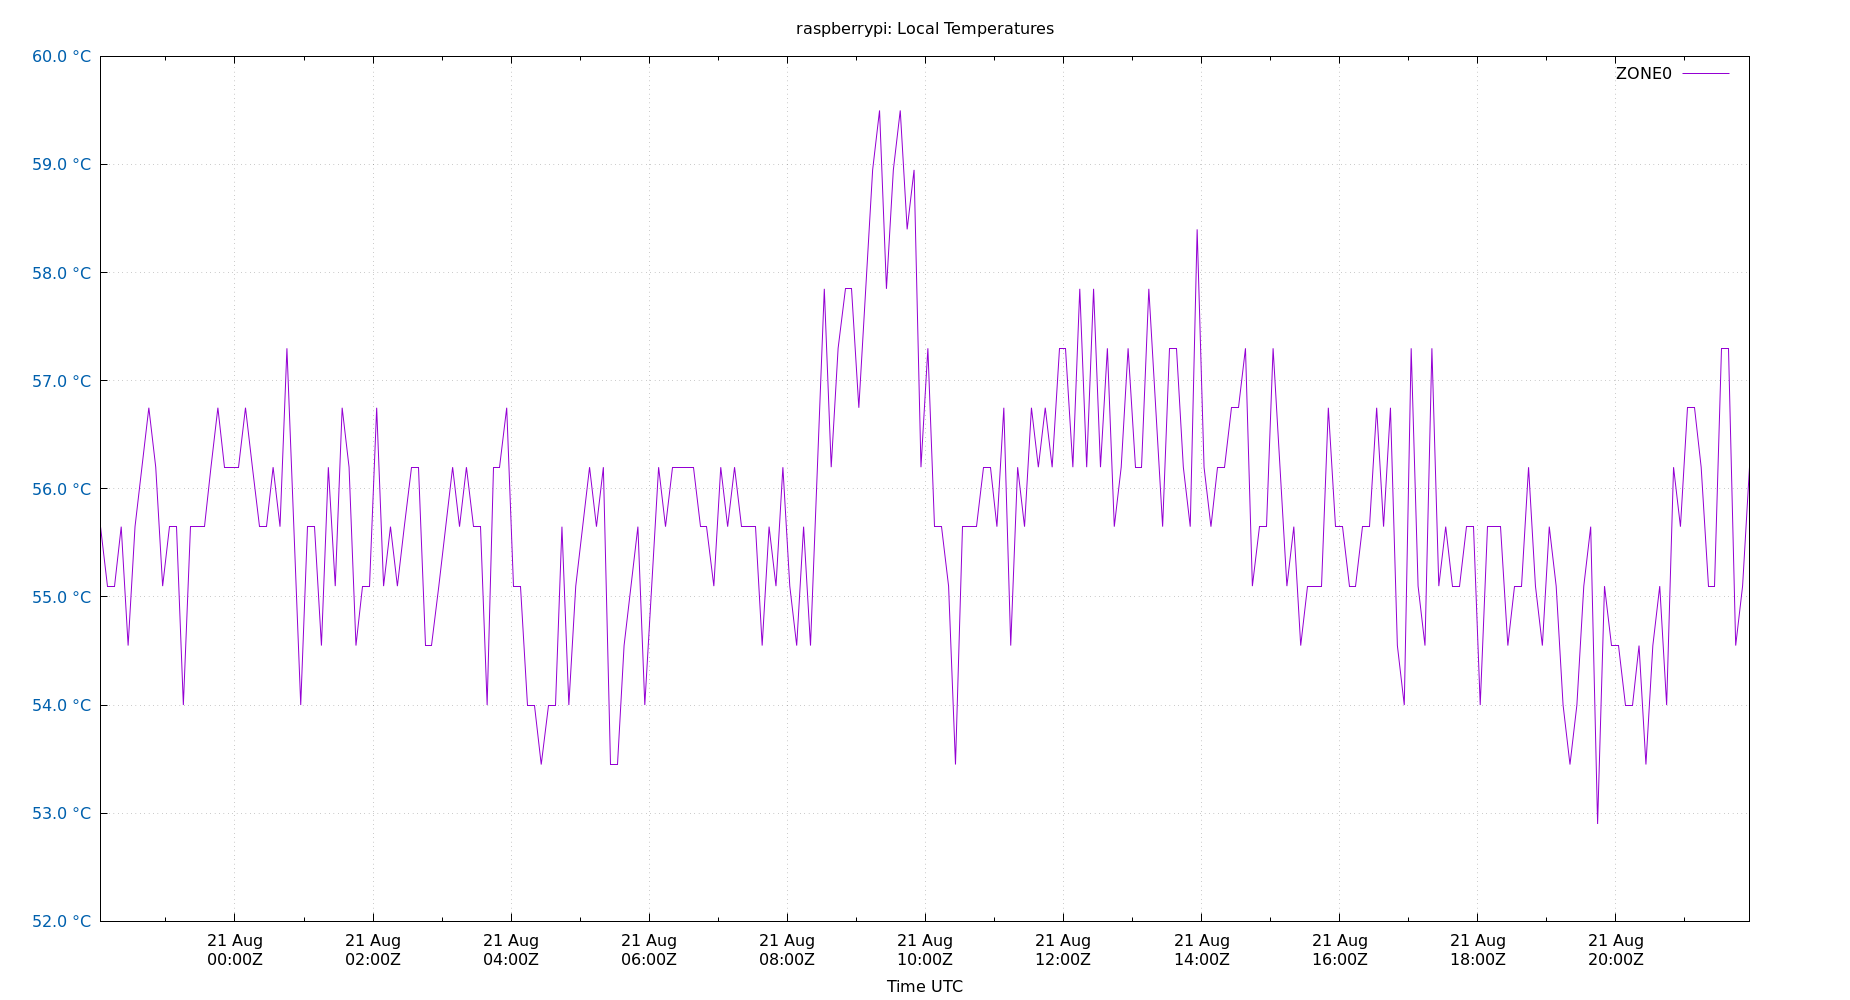 raspberrypi: Local Temperatures
60.0 °C
ZONE0
59.0 °C
58.0 °C
57.0 °C
56.0 °C
55.0 °C
54.0 °C
53.0 °C
52.0 °C
21 Aug 21 Aug 21 Aug 21 Aug 21 Aug 21 Aug 21 Aug 21 Aug 21 Aug 21 Aug 21 Aug
00:00Z 02:00Z 04:00Z 06:00Z 08:00Z 10:00Z 12:00Z 14:00Z 16:00Z 18:00Z 20:00Z
Time UTC